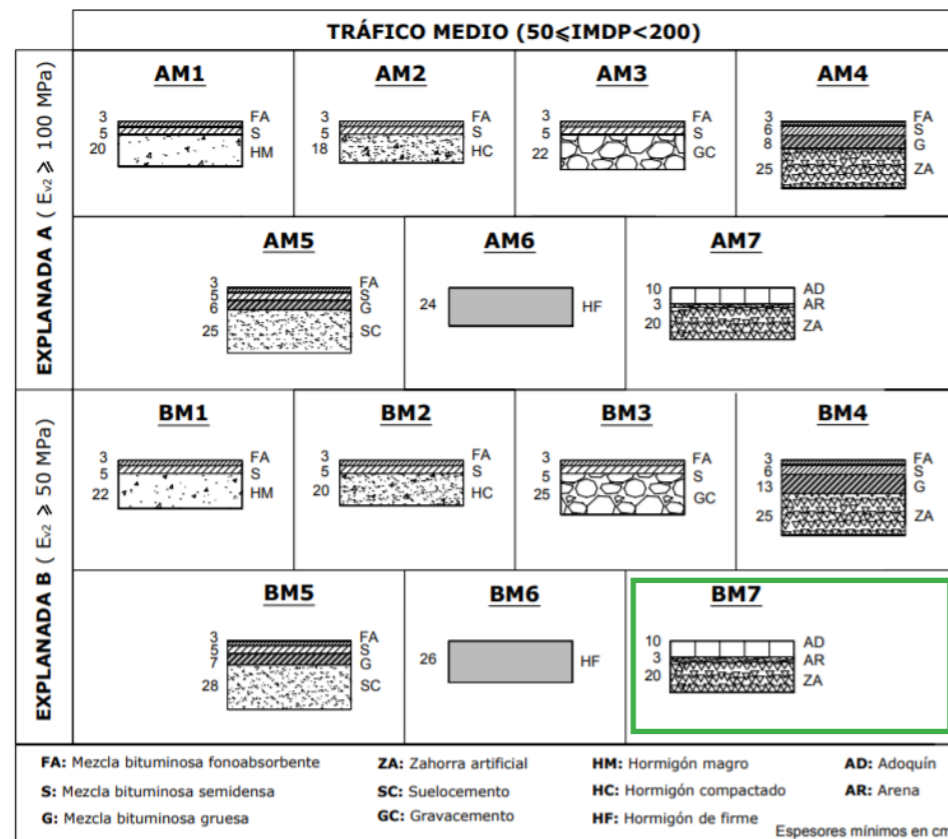 TRÁFICO MEDIO (50⩽IMDP<200)
EXPLANADA A ( Ev2 ⩾ 100 MPa)
AM1
3 FA
5 S
20 HM
AM2
3 FA
5 S
18 HC
AM3
3 FA
5 S
22 GC
AM4
3 FA
6 S
8 G
25 ZA
AM5
3 FA
5 S
6 G
25 SC
AM6
24 HF
AM7
10 AD
3 AR
20 ZA
EXPLANADA B ( Ev2 ⩾ 50 MPa)
BM1
3 FA
5 S
22 HM
BM2
3 FA
5 S
20 HC
BM3
3 FA
5 S
25 GC
BM4
3 FA
6 S
13 G
25 ZA
BM5
3 FA
5 S
7 G
28 SC
BM6
26 HF
BM7
10 AD
3 AR
20 ZA
FA: Mezcla bituminosa fonoabsorbente
ZA: Zahorra artificial
HM: Hormigón magro
AD: Adoquín
S: Mezcla bituminosa semidensa
SC: Suelocemento
HC: Hormigón compactado
AR: Arena
G: Mezcla bituminosa gruesa
GC: Gravacemento
HF: Hormigón de firme
Espesores mínimos en cm